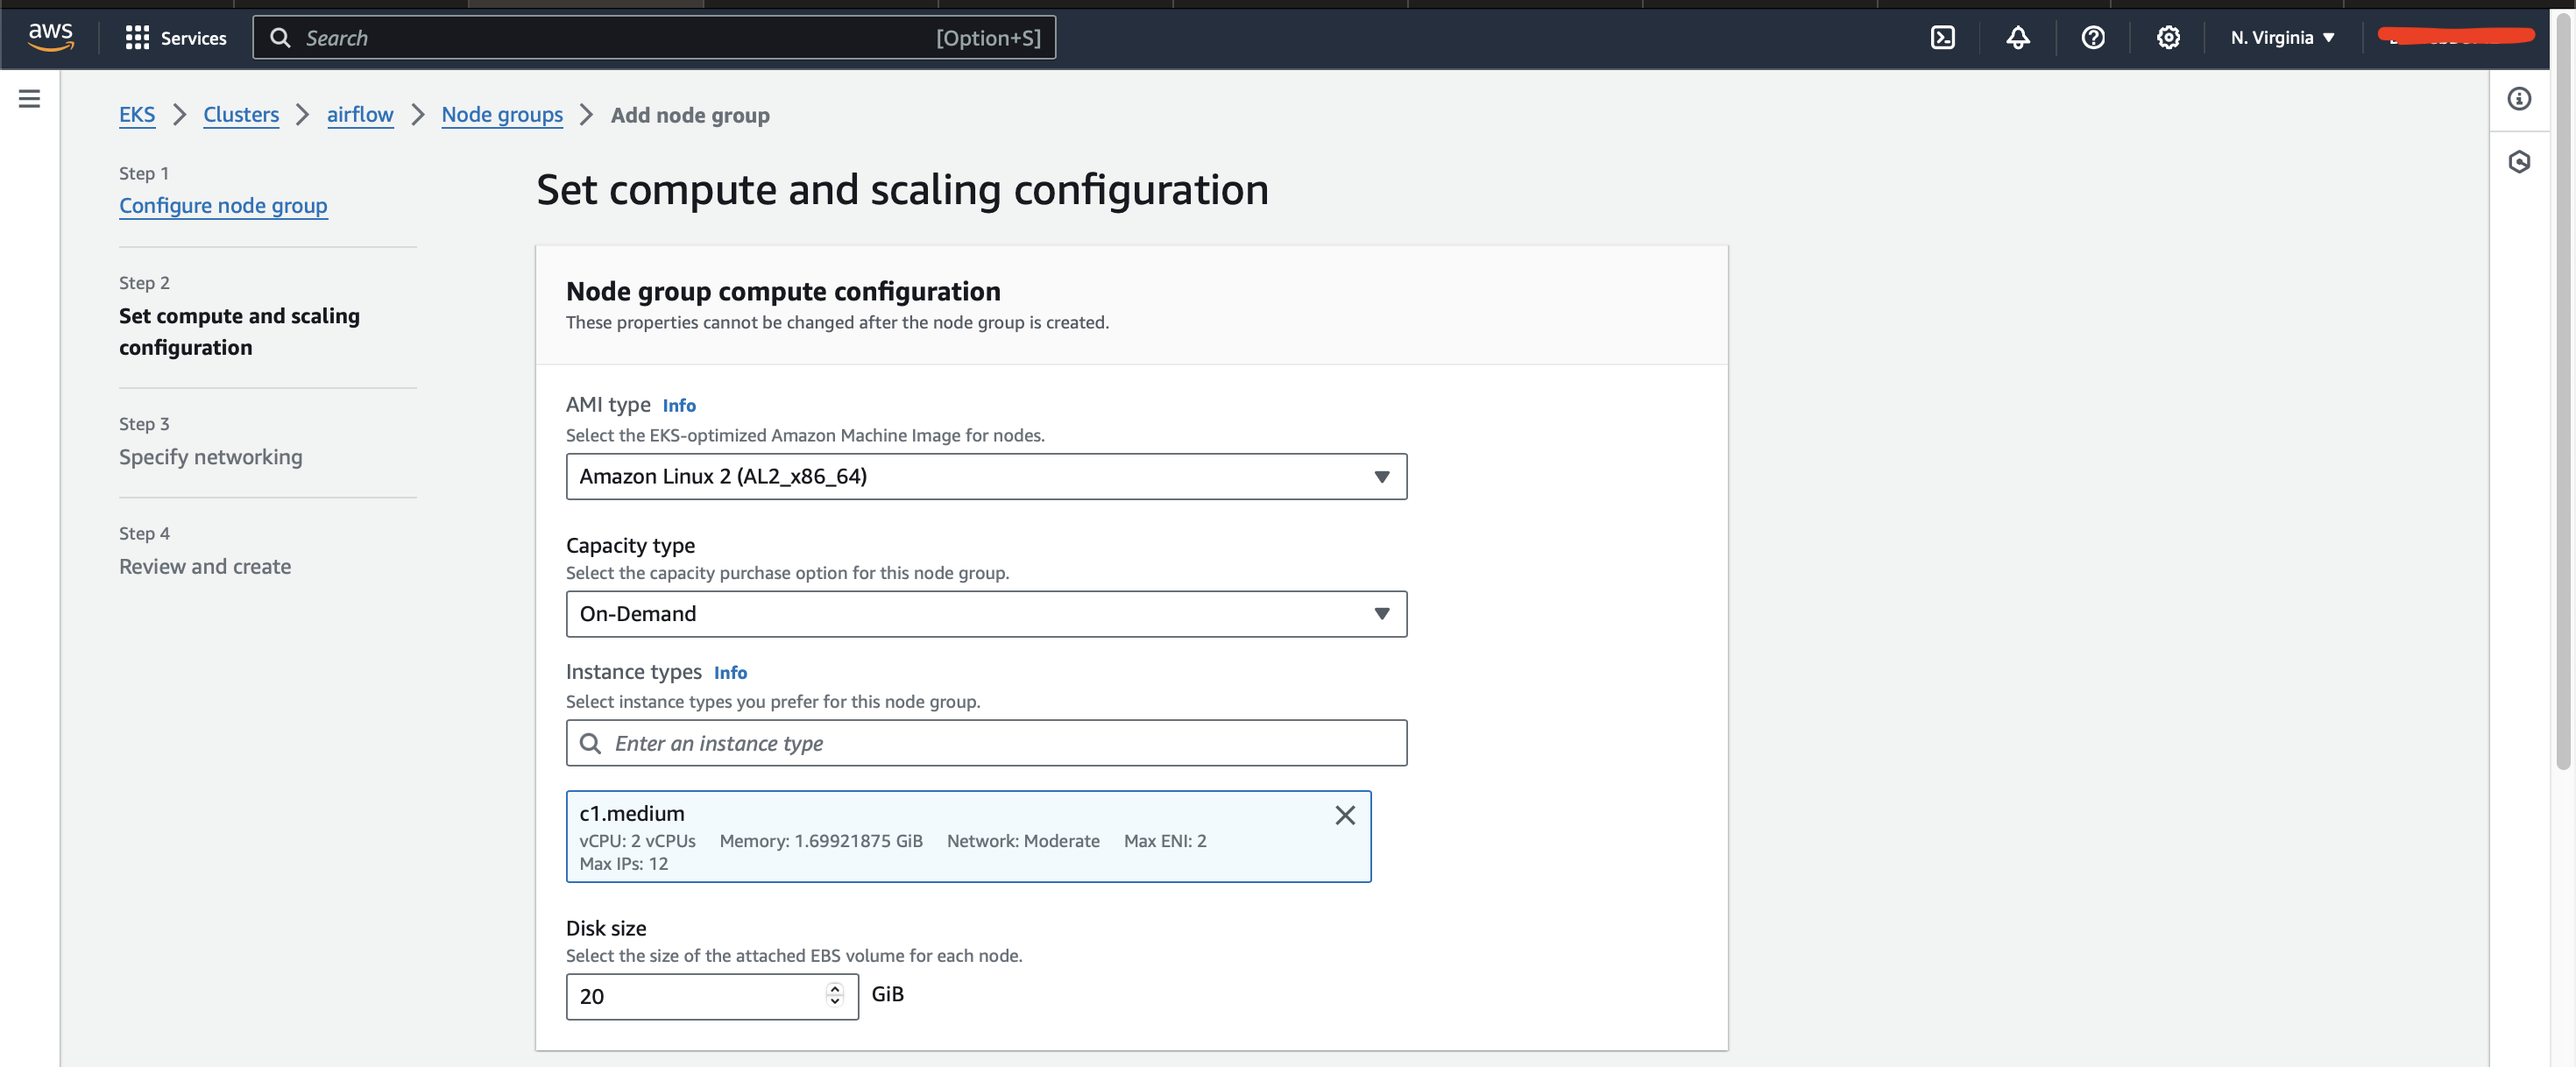 aws
Services
Search
[Option+S]
N. Virginia
EKS
Clusters
airflow
Node groups
Add node group
Step 1
Configure node group
Step 2
Set compute and scaling
configuration
Step 3
Specify networking
Step 4
Review and create
Set compute and scaling configuration
Node group compute configuration
These properties cannot be changed after the node group is created.
AMI type Info
Select the EKS-optimized Amazon Machine Image for nodes.
Amazon Linux 2 (AL2_x86_64)
Capacity type
Select the capacity purchase option for this node group.
On-Demand
Instance types Info
Select instance types you prefer for this node group.
Enter an instance type
c1.medium
vCPU: 2 vCPUs Memory: 1.69921875 GiB Network: Moderate Max ENI: 2
Max IPs: 12
Disk size
Select the size of the attached EBS volume for each node.
20 GiB